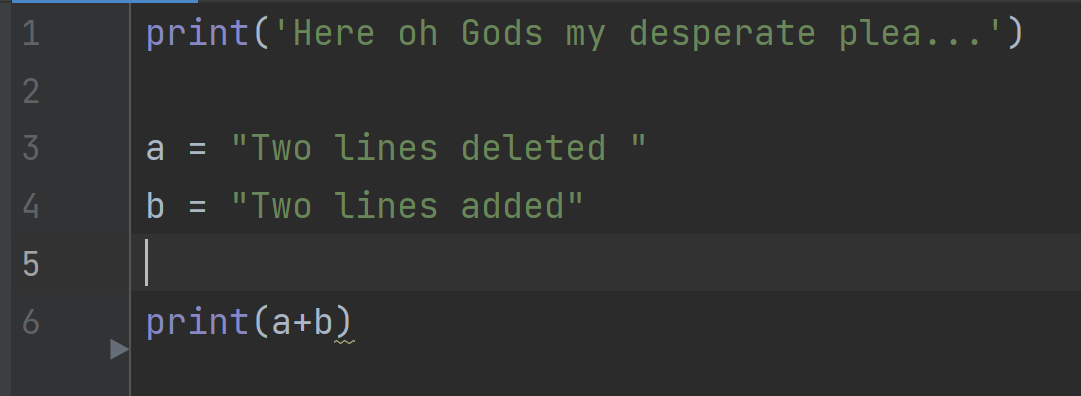 1 print('Here oh Gods my desperate plea...')
2
3 a = "Two lines deleted "
4 b = "Two lines added"
5
6 print(a+b)